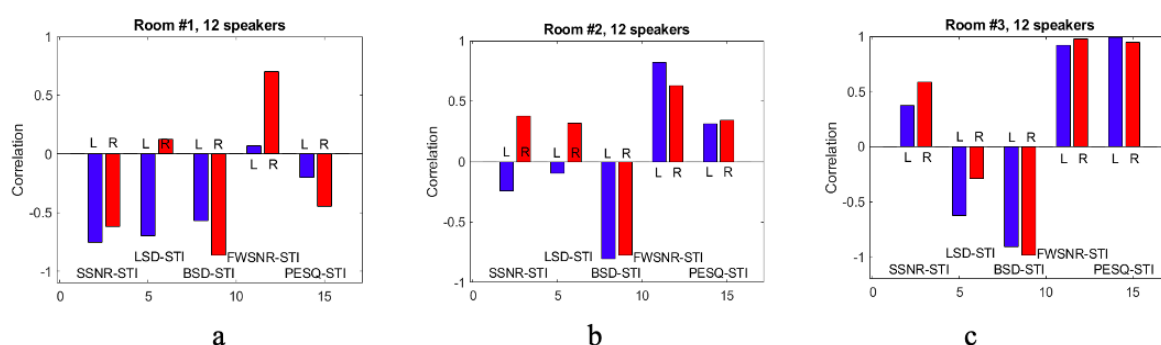 Room #1, 12 speakers
Correlation
1
0.5
0
-0.5
-1
L R L R L R L R
L R
LSD-STI FWSNR-STI
SSNR-STI BSD-STI PESQ-STI
0 5 10 15
a
Room #2, 12 speakers
Correlation
1
0.5
0
-0.5
-1
L R L R L R
L R L R
LSD-STI FWSNR-STI
SSNR-STI BSD-STI PESQ-STI
0 5 10 15
b
Room #3, 12 speakers
Correlation
1
0.5
0
-0.5
-1
L R L R
L R L R L R
LSD-STI FWSNR-STI
SSNR-STI BSD-STI PESQ-STI
0 5 10 15
c